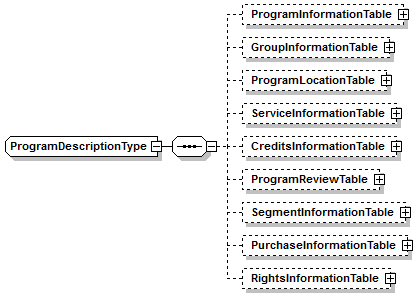 ProgramInformationTable
GroupInformationTable
ProgramLocationTable
ServiceInformationTable
ProgramDescriptionType
CreditsInformationTable
ProgramReviewTable
SegmentInformationTable
PurchaseInformationTable
RightsInformationTable